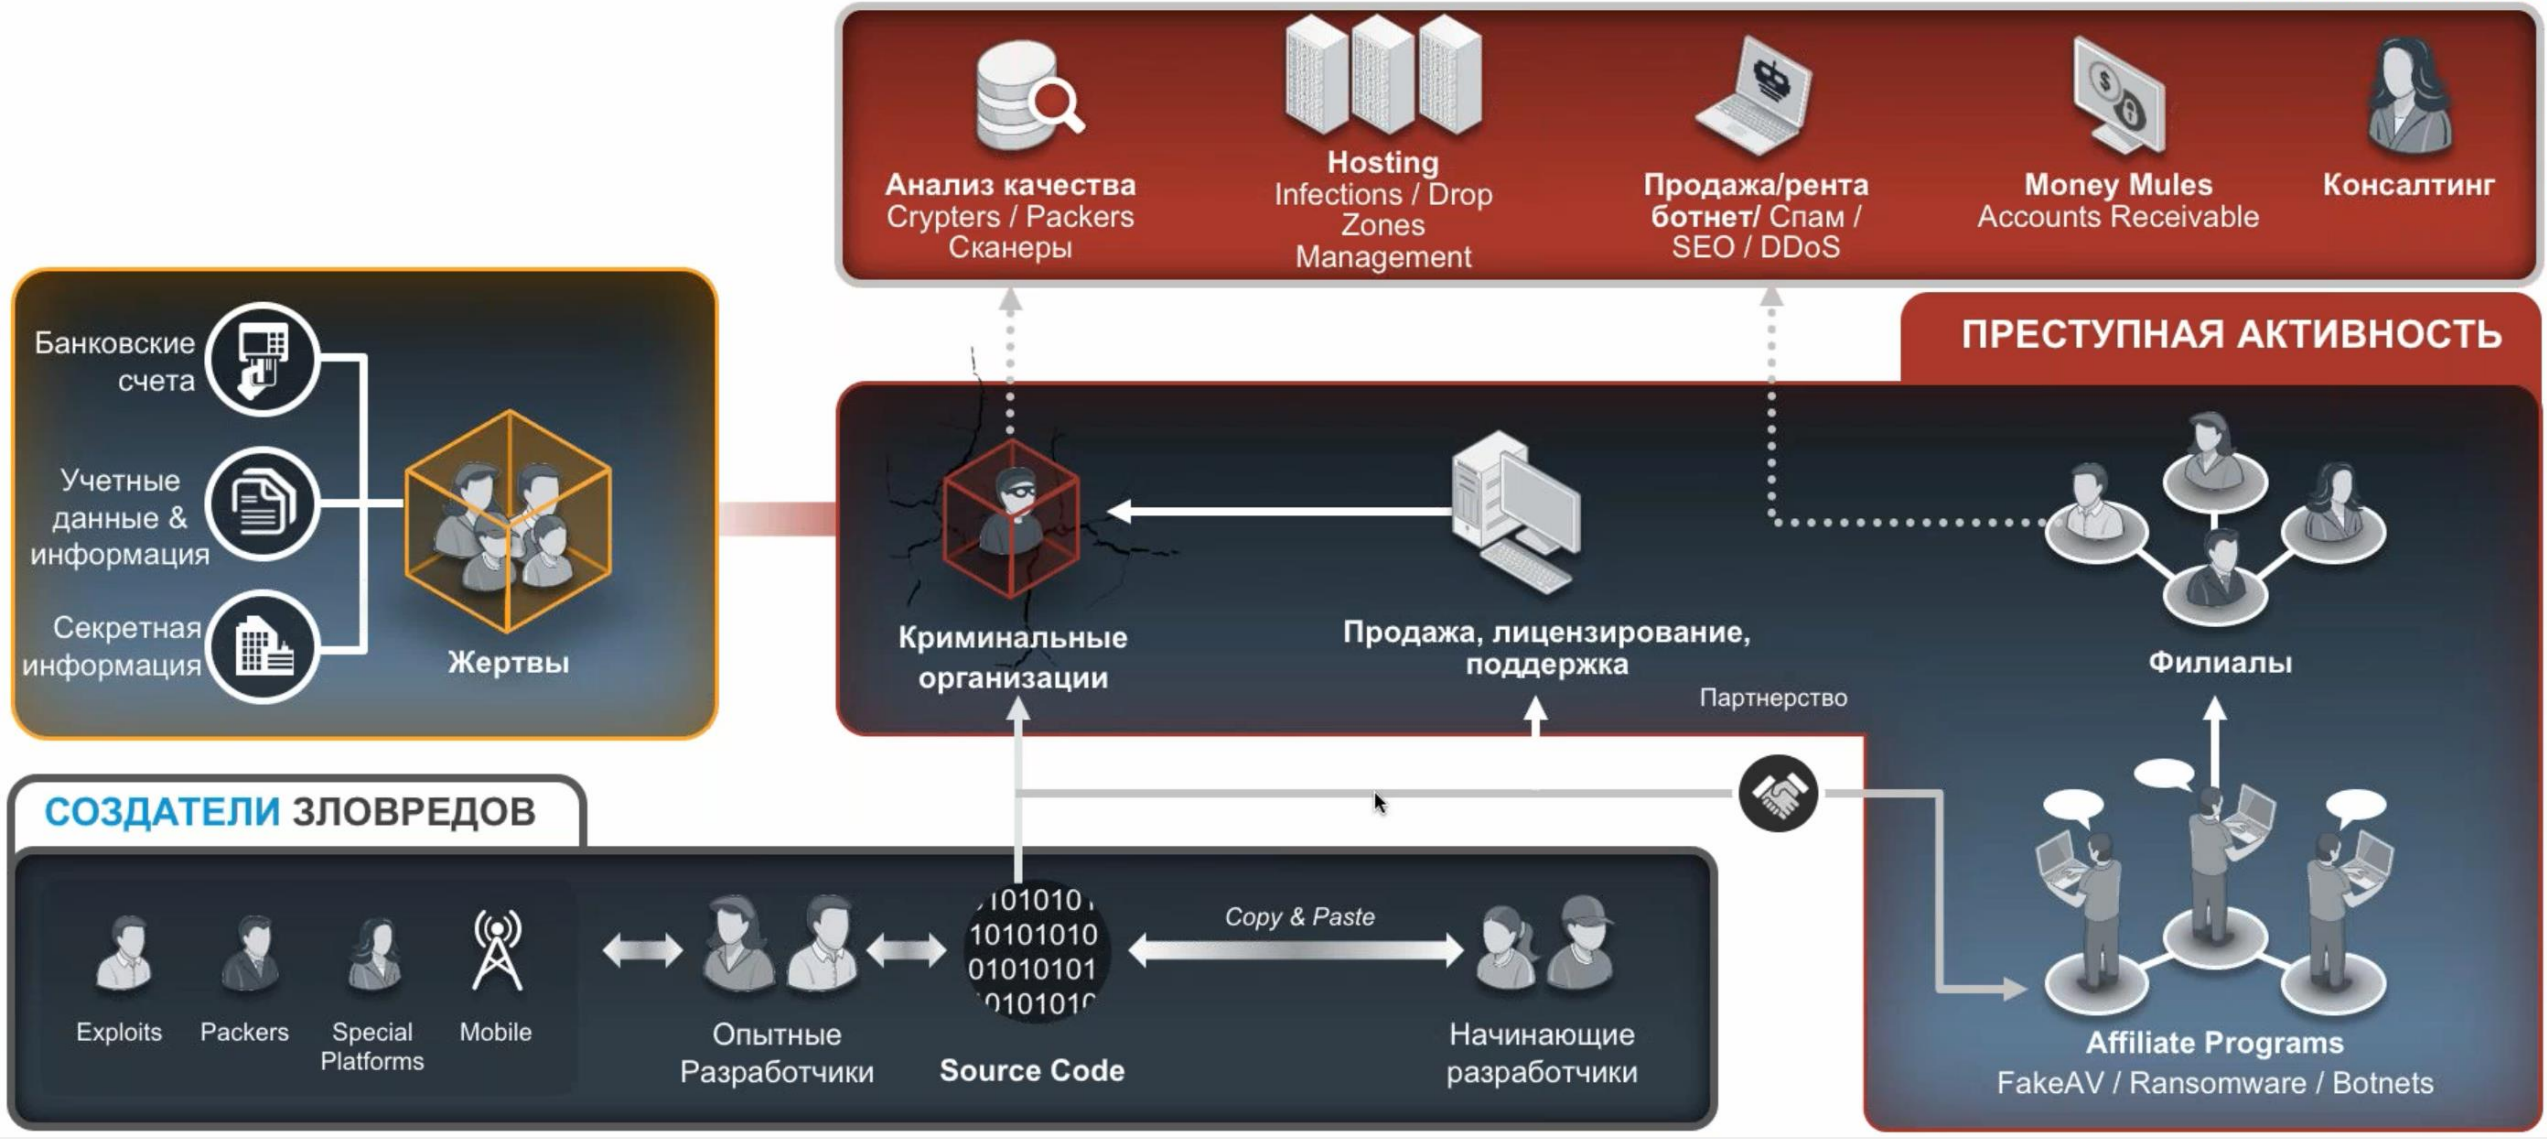 Анализ качества
Crypters / Packers
Сканеры
Hosting
Infections / Drop
Zones
Management
Продажа/рента
ботнет/ Спам /
SEO / DDoS
Money Mules
Accounts Receivable
Консалтинг
ПРЕСТУПНАЯ АКТИВНОСТЬ
Банковские
счета
Учетные
данные &
информация
Секретная
информация
Жертвы
Криминальные
организации
Продажа, лицензирование,
поддержка
Партнерство
Филиалы
Affiliate Programs
FakeAV / Ransomware / Botnets
СОЗДАТЕЛИ ЗЛОВРЕДОВ
Exploits
Packers
Special
Platforms
Mobile
Опытные
Разработчики
101010
10101010
01010101
0101010
Source Code
Copy & Paste
Начинающие
разработчики